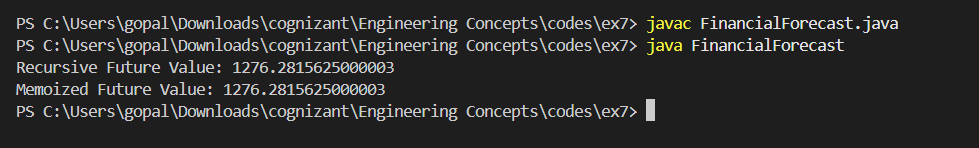 PS C:\Users\gopal\Downloads\cognizant\Engineering Concepts\codes\ex7> javac FinancialForecast.java
PS C:\Users\gopal\Downloads\cognizant\Engineering Concepts\codes\ex7> java FinancialForecast
Recursive Future Value: 1276.2815625000003
Memoized Future Value: 1276.2815625000003
PS C:\Users\gopal\Downloads\cognizant\Engineering Concepts\codes\ex7>